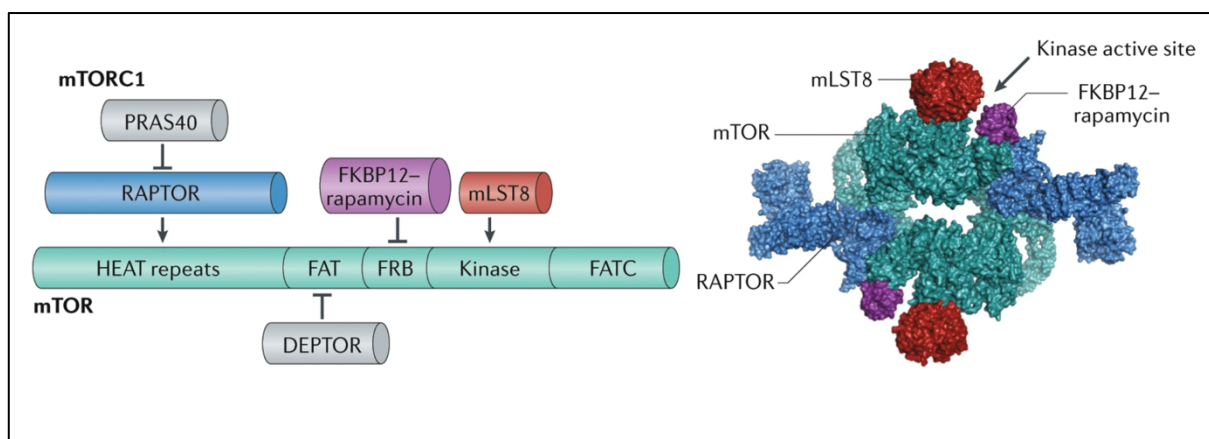 mTORC1
PRAS40
RAPTOR
FKBP12–
rapamycin
mLST8
HEAT repeats
FAT
FRB
Kinase
FATC
mTOR
DEPTOR
Kinase active site
mLST8
FKBP12–
rapamycin
mTOR
RAPTOR